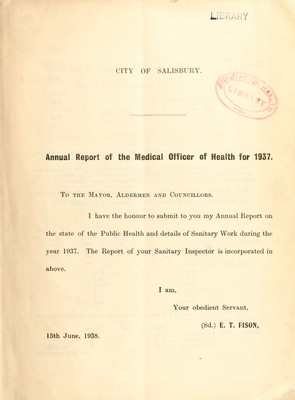 LIBRARY
CITY OF SALISBURY.
LIBRARY
Annual Report of the Medical Officer of Health for 1937.
To the Mayor, Aldermen and Councillors.
I have the honour to submit to you my Annual Report on
the state of the Public Health and details of Sanitary Work during the
year 1937. The Report of your Sanitary Inspector is incorporated in
above.
I am,
Your obedient Servant,
(Sd.) E. T. FISON,
15th June, 1938.